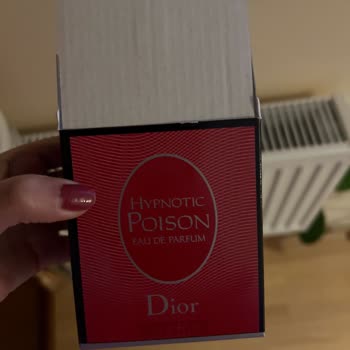 HYPNOTIC
POISON
EAU DE PARFUM
Dior